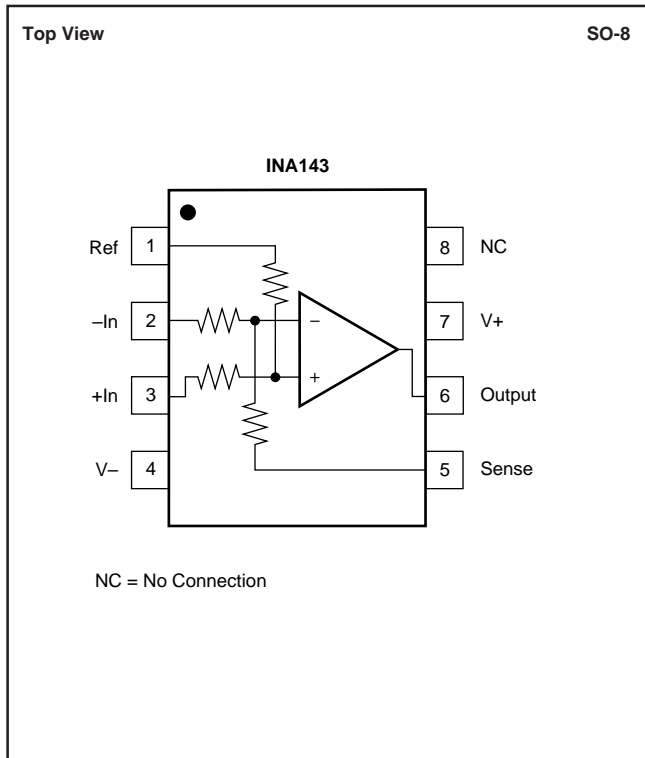 Top View SO-8
INA143
Ref 1 8 NC
–In 2 7 V+
+In 3 6 Output
V– 4 5 Sense
–
+
NC = No Connection